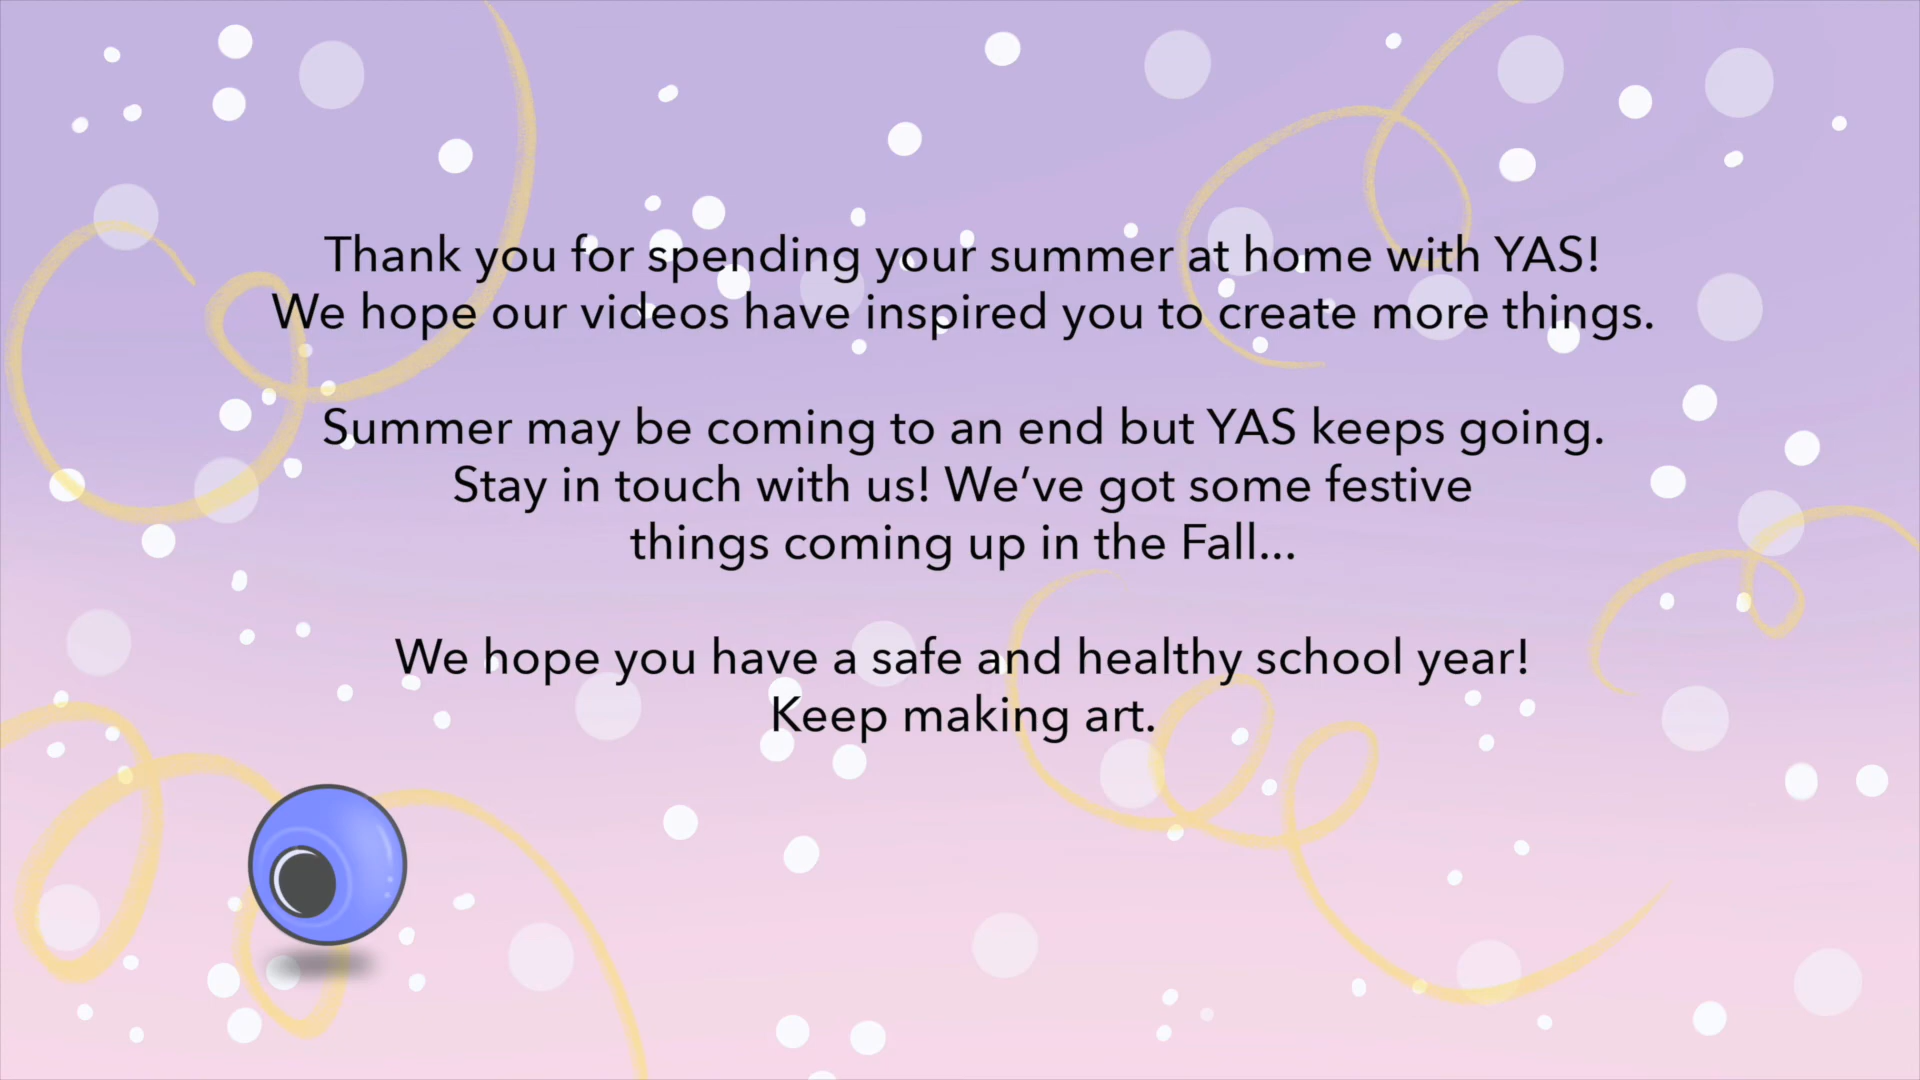 Thank you for spending your summer at home with YAS!
We hope our videos have inspired you to create more things.
Summer may be coming to an end but YAS keeps going.
Stay in touch with us! We’ve got some festive
things coming up in the Fall...
We hope you have a safe and healthy school year!
Keep making art.